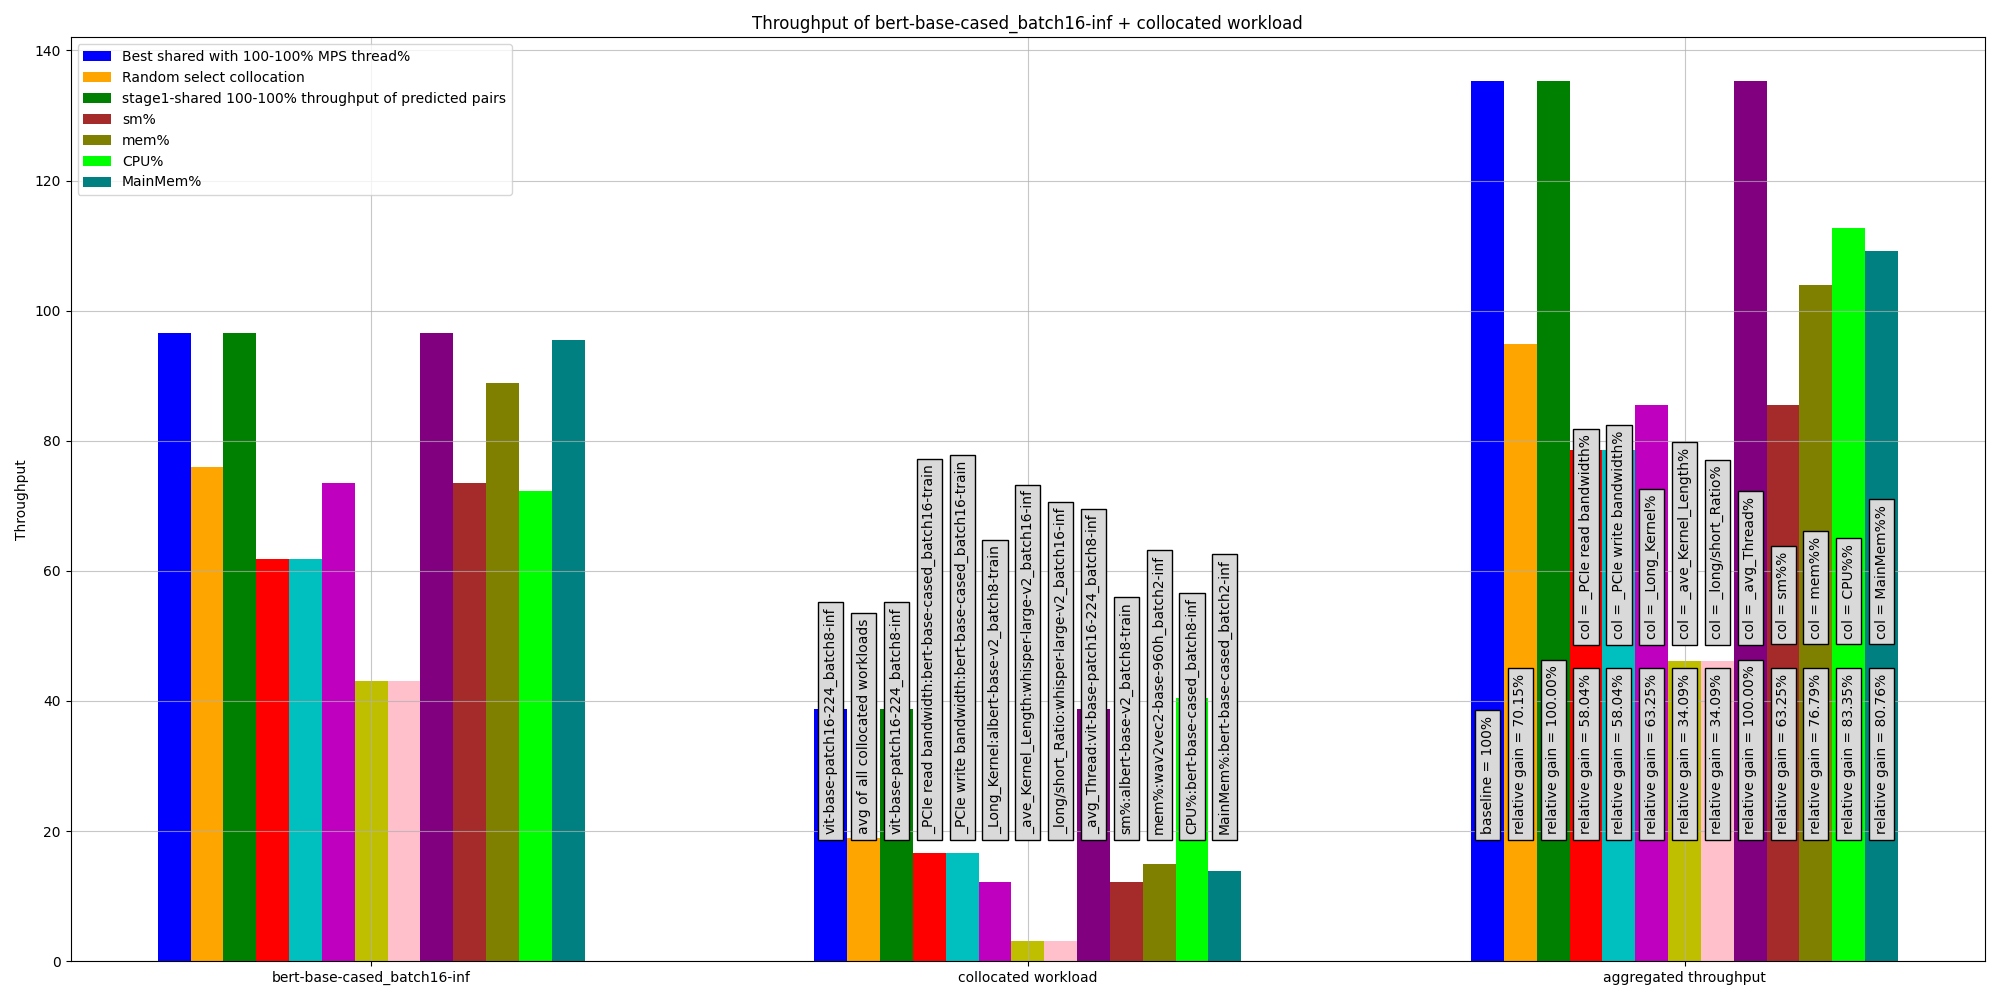 Throughput of bert-base-cased_batch16-inf + collocated workload
Best shared with 100-100% MPS thread%
Random select collocation
stage1-shared 100-100% throughput of predicted pairs
sm%
mem%
CPU%
MainMem%
Throughput
140
120
100
80
60
40
20
0
vit-base-patch16-224_batch8-inf
avg of all collocated workloads
vit-base-patch16-224_batch8-inf
_PCIe read bandwidth:bert-base-cased_batch16-train
_PCIe write bandwidth:bert-base-cased_batch16-train
_Long_Kernel:albert-base-v2_batch8-train
_ave_Kernel_Length:whisper-large-v2_batch16-inf
_long/short_Ratio:whisper-large-v2_batch16-inf
_avg_Thread:vit-base-patch16-224_batch8-inf
sm%:albert-base-v2_batch8-train
mem%:wav2vec2-base-960h_batch2-inf
CPU%:bert-base-cased_batch8-inf
MainMem%:bert-base-cased_batch2-inf
col = _PCIe read bandwidth%
col = _PCIe write bandwidth%
col = _Long_Kernel%
col = _ave_Kernel_Length%
col = _long/short_Ratio%
col = _avg_Thread%
col = sm%%
col = mem%%
col = CPU%%
col = MainMem%%
baseline = 100%
relative gain = 70.15%
relative gain = 100.00%
relative gain = 58.04%
relative gain = 58.04%
relative gain = 63.25%
relative gain = 34.09%
relative gain = 34.09%
relative gain = 100.00%
relative gain = 63.25%
relative gain = 76.79%
relative gain = 83.35%
relative gain = 80.76%
bert-base-cased_batch16-inf
collocated workload
aggregated throughput